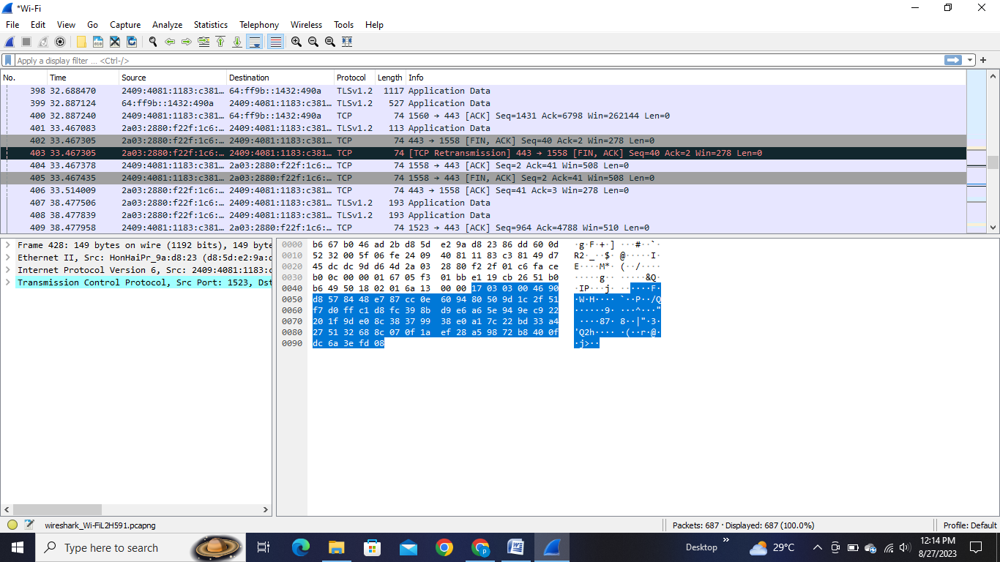 *Wi-Fi
File Edit View Go Capture Analyze Statistics Telephony Wireless Tools Help
Apply a display filter ... <Ctrl-/>
No. Time Source Destination Protocol Length Info
398 32.688470 2409:4081:1183:c381… 64:ff9b::1432:490a TLSv1.2 1117 Application Data
399 32.887124 64:ff9b::1432:490a 2409:4081:1183:c381… TLSv1.2 527 Application Data
400 32.887240 2409:4081:1183:c381… 64:ff9b::1432:490a TCP 74 1560 → 443 [ACK] Seq=1431 Ack=6798 Win=262144 Len=0
401 33.467083 2a03:2880:f22f:1c6:… 2409:4081:1183:c381… TLSv1.2 113 Application Data
402 33.467305 2a03:2880:f22f:1c6:… 2409:4081:1183:c381… TCP 74 443 → 1558 [FIN, ACK] Seq=40 Ack=2 Win=278 Len=0
403 33.467305 2a03:2880:f22f:1c6:… 2409:4081:1183:c381… TCP 74 [TCP Retransmission] 443 → 1558 [FIN, ACK] Seq=40 Ack=2 Win=278 Len=0
404 33.467378 2409:4081:1183:c381… 2a03:2880:f22f:1c6:… TCP 74 1558 → 443 [ACK] Seq=2 Ack=41 Win=508 Len=0
405 33.467435 2409:4081:1183:c381… 2a03:2880:f22f:1c6:… TCP 74 1558 → 443 [FIN, ACK] Seq=2 Ack=41 Win=508 Len=0
406 33.514009 2a03:2880:f22f:1c6:… 2409:4081:1183:c381… TCP 74 443 → 1558 [ACK] Seq=41 Ack=3 Win=278 Len=0
407 38.477506 2a03:2880:f22f:1c6:… 2409:4081:1183:c381… TLSv1.2 193 Application Data
408 38.477839 2a03:2880:f22f:1c6:… 2409:4081:1183:c381… TLSv1.2 193 Application Data
409 38.477958 2409:4081:1183:c381… 2a03:2880:f22f:1c6:… TCP 74 1523 → 443 [ACK] Seq=964 Ack=4788 Win=510 Len=0
Frame 428: 149 bytes on wire (1192 bits), 149 byte
Ethernet II, Src: HonHaiPr_9a:d8:23 (d8:5d:e2:9a:d
Internet Protocol Version 6, Src: 2409:4081:1183:c
Transmission Control Protocol, Src Port: 1523, Dst
0000 b6 67 b0 46 ad 2b d8 5d e2 9a d8 23 86 dd 60 0d ·g·F·+·] ···#··`·
0010 52 32 00 5f 06 fe 24 09 40 81 11 83 c3 81 49 d7 R2·_··$· @·····I·
0020 45 dc dc 9d d6 4d 2a 03 28 80 f2 2f 01 c6 fa ce E····M*· (··/····
0030 b0 0c 00 00 01 67 05 f3 01 bb e1 19 cb 26 51 b0 ·····g·· ·····&Q·
0040 b6 49 50 18 02 01 6a 13 00 00 17 03 03 00 46 90 ·IP···j· ······F·
0050 d8 57 84 48 e7 87 cc 0e 60 94 80 50 9d 1c 2f 51 ·W·H···· `··P··/Q
0060 f7 d0 ff c1 d8 fc 39 8b d9 e6 a6 5e 94 9e c9 22 ······9· ···^···"
0070 20 1f 9d e0 8c 38 37 99 38 e0 a1 7c 22 bd 33 a4 ····87· 8··|"·3·
0080 27 51 32 68 8c 07 0f 1a ef 28 a5 98 72 b8 40 0f 'Q2h···· ·(··r·@·
0090 dc 6a 3e fd 08 ·j>··
wireshark_Wi-FiL2H591.pcapng Packets: 687 · Displayed: 687 (100.0%) Profile: Default
Type here to search Desktop » 29°C 12:14 PM
8/27/2023